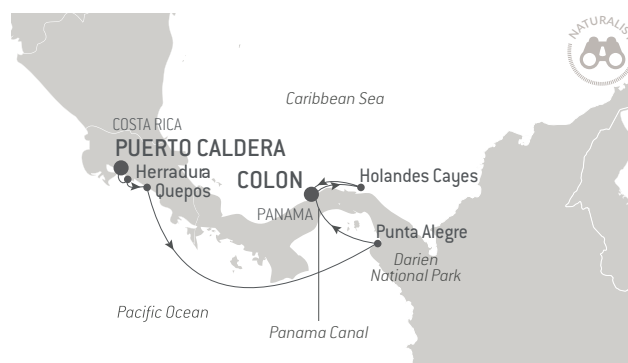 NATURALIS
Caribbean Sea
COSTA RICA
PUERTO CALDERA
Herradura
Quepos
COLON
Holandes Cayes
PANAMA
Punta Alegre
Darien
National Park
Pacific Ocean
Panama Canal